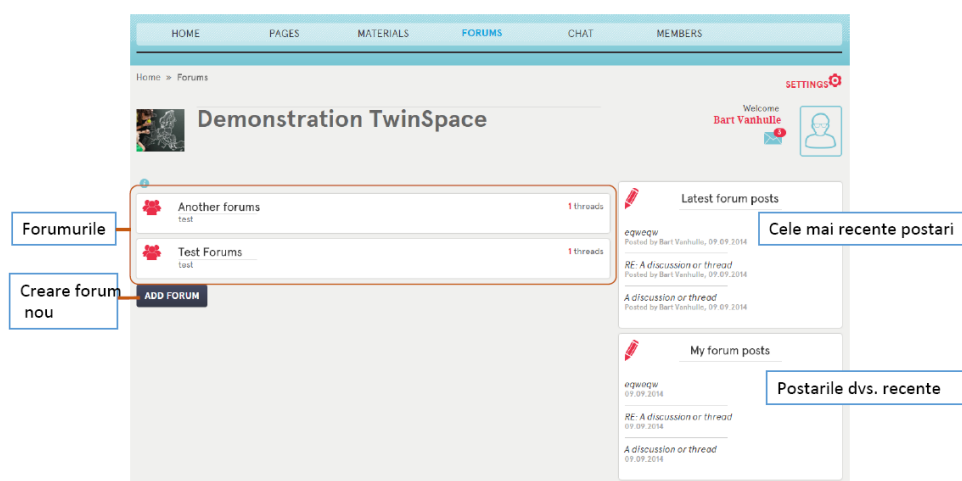 HOME PAGES MATERIALS FORUMS CHAT MEMBERS
Home » Forums
SETTINGS
Demonstration TwinSpace
Welcome
Bart Vanhulle
3
Another forums
test
1 threads
Test Forums
test
1 threads
ADD FORUM
Forumurile
Creare forum
nou
Latest forum posts
eqweqw
Posted by Bart Vanhulle, 09.09.2014
RE: A discussion or thread
Posted by Bart Vanhulle, 09.09.2014
A discussion or thread
Posted by Bart Vanhulle, 09.09.2014
Cele mai recente postari
My forum posts
eqweqw
09.09.2014
RE: A discussion or thread
09.09.2014
A discussion or thread
09.09.2014
Postarile dvs. recente